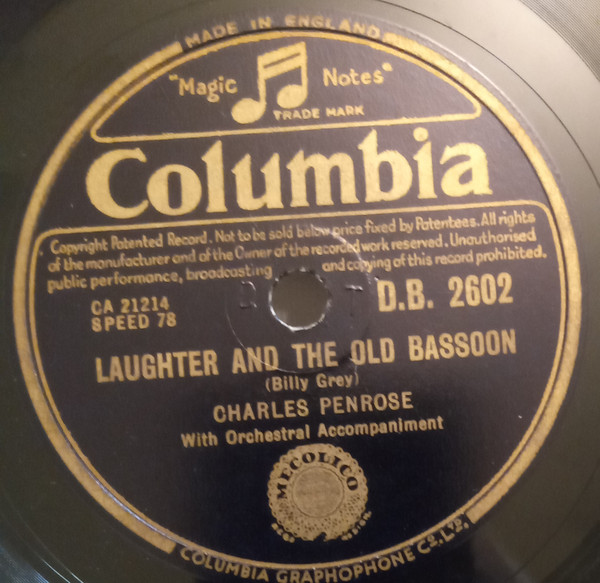 MADE IN ENGLAND
"Magic Notes"
TRADE MARK
Columbia
Copyright Patented Record. Not to be sold below price fixed by Patentees. All rights
of the manufacturer and of the Owner of the recorded work reserved. Unauthorised
public performance, broadcasting and copying of this record prohibited.
CA 21214
SPEED 78
D.B. 2602
D T
LAUGHTER AND THE OLD BASSOON
(Billy Grey)
CHARLES PENROSE
With Orchestral Accompaniment
MECOLICO
COLUMBIA GRAPHOPHONE Co. LTD.